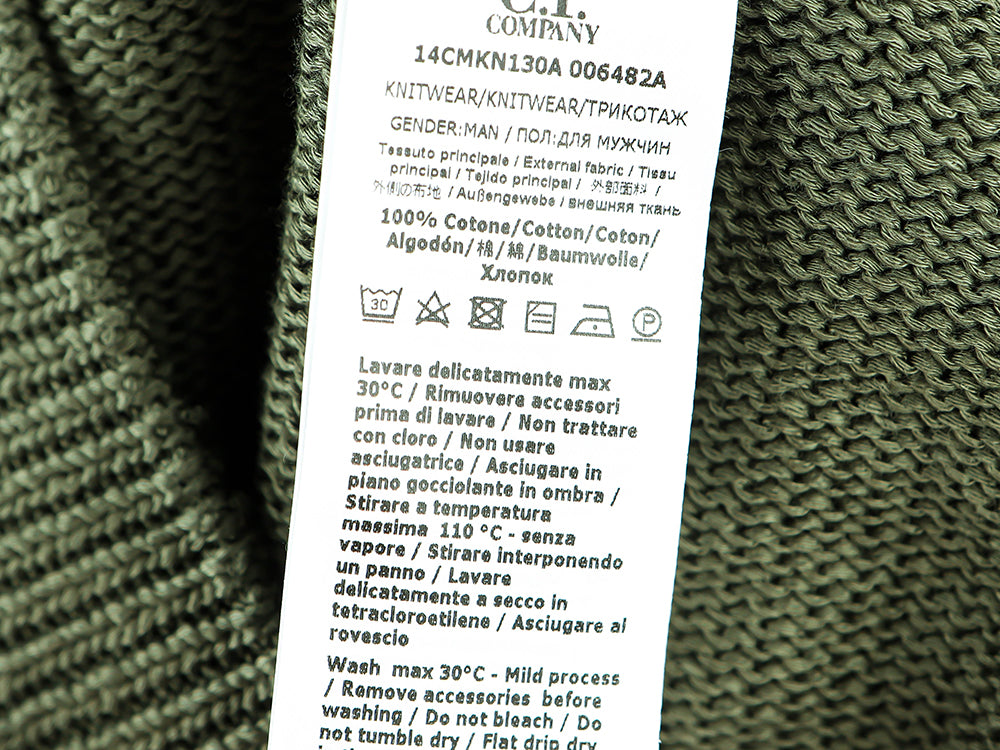 C.P.
COMPANY
14CMKN130A 006482A
KNITWEAR/KNITWEAR/ТРИКОТАЖ
GENDER:MAN / ПОЛ:ДЛЯ МУЖЧИН
Tessuto principale / External fabric / Tissu
principal / Tejido principal / 外部面料 /
外側の布地 / Außengewebe / внешняя ткань
100% Cotone/Cotton/Coton/
Algodón/棉/綿/Baumwolle/
Хлопок
30 P
Lavare delicatamente max
30°C / Rimuovere accessori
prima di lavare / Non trattare
con cloro / Non usare
asciugatrice / Asciugare in
piano gocciolante in ombra /
Stirare a temperatura
massima 110 °C - senza
vapore / Stirare interponendo
un panno / Lavare
delicatamente a secco in
tetracloroetilene / Asciugare al
rovescio
Wash max 30°C - Mild process
/ Remove accessories before
washing / Do not bleach / Do
not tumble dry / Flat drip dry